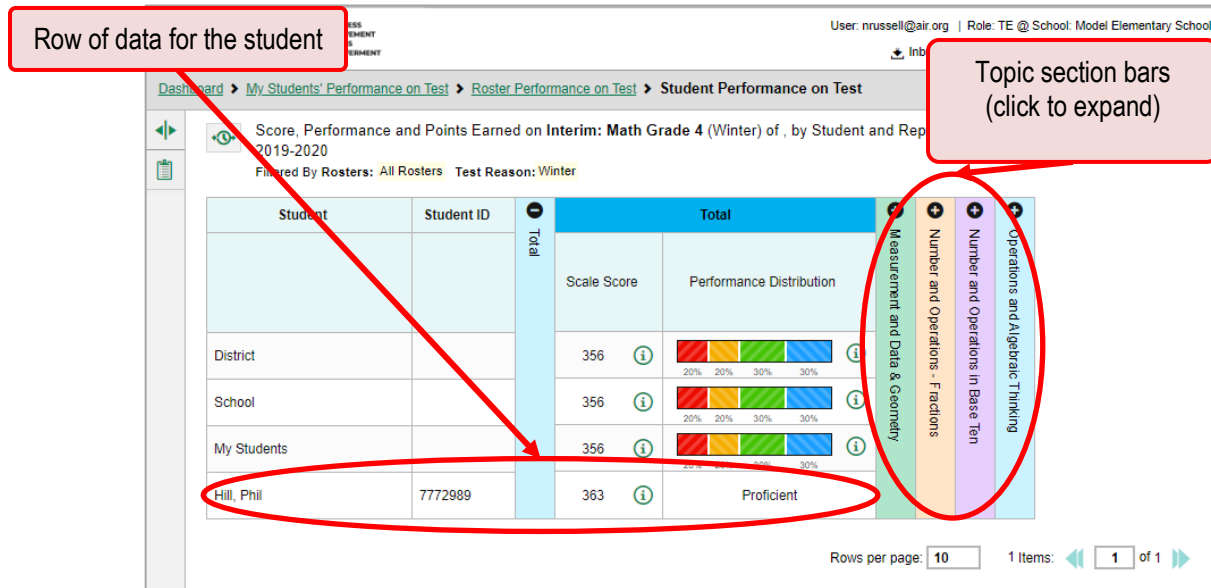 Row of data for the student
ESS
EMENT
S
ERMENT
User: nrussell@air.org | Role: TE @ School: Model Elementary School
Inb
Topic section bars
(click to expand)
Dashboard > My Students' Performance on Test > Roster Performance on Test > Student Performance on Test
Score, Performance and Points Earned on Interim: Math Grade 4 (Winter) of , by Student and Rep
2019-2020
Filtered By Rosters: All Rosters Test Reason: Winter
Student Student ID Total Total
Scale Score Performance Distribution
Measurement and Data & Geometry
Number and Operations - Fractions
Number and Operations in Base Ten
Operations and Algebraic Thinking
District 356
20% 20% 30% 30%
School 356
20% 20% 30% 30%
My Students 356
30%
Hill, Phil 7772989 363 Proficient
Rows per page: 10 1 Items: 1 of 1